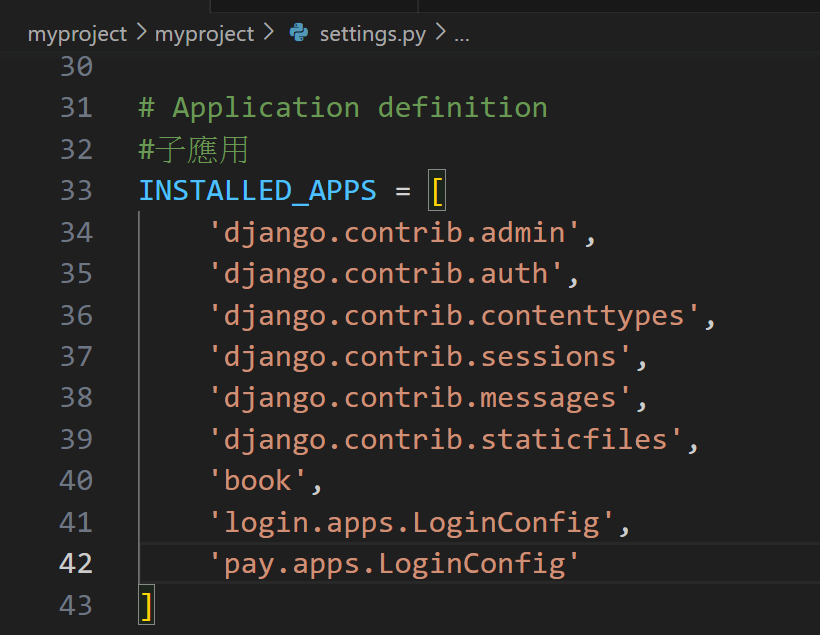 myproject > myproject > settings.py > ...
30
31 # Application definition
32 #子應用
33 INSTALLED_APPS = [
34     'django.contrib.admin',
35     'django.contrib.auth',
36     'django.contrib.contenttypes',
37     'django.contrib.sessions',
38     'django.contrib.messages',
39     'django.contrib.staticfiles',
40     'book',
41     'login.apps.LoginConfig',
42     'pay.apps.LoginConfig'
43 ]